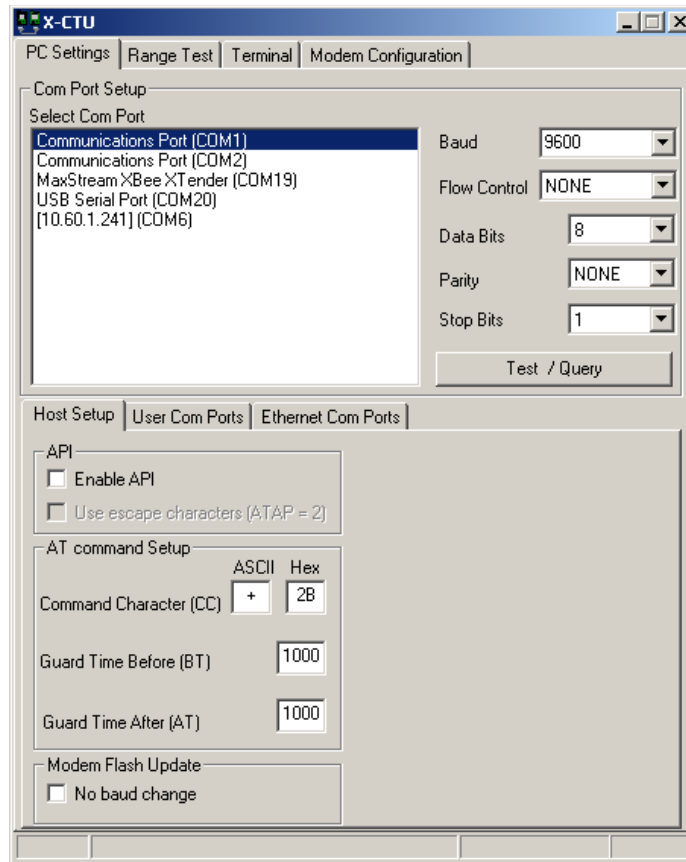 X-CTU
PC Settings Range Test Terminal Modem Configuration
Com Port Setup
Select Com Port
Communications Port (COM1)
Communications Port (COM2)
MaxStream XBee XTender (COM19)
USB Serial Port (COM20)
[10.60.1.241] (COM6)
Baud 9600
Flow Control NONE
Data Bits 8
Parity NONE
Stop Bits 1
Test / Query
Host Setup User Com Ports Ethernet Com Ports
API
Enable API
Use escape characters (ATAP = 2)
AT command Setup
ASCII Hex
Command Character (CC) + 2B
Guard Time Before (BT) 1000
Guard Time After (AT) 1000
Modem Flash Update
No baud change